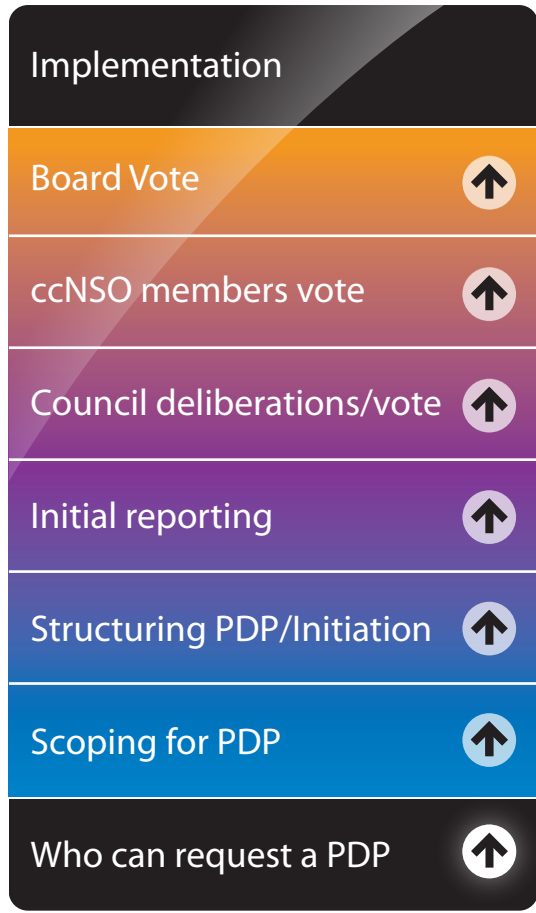 Implementation
Board Vote
ccNSO members vote
Council deliberations/vote
Initial reporting
Structuring PDP/Initiation
Scoping for PDP
Who can request a PDP